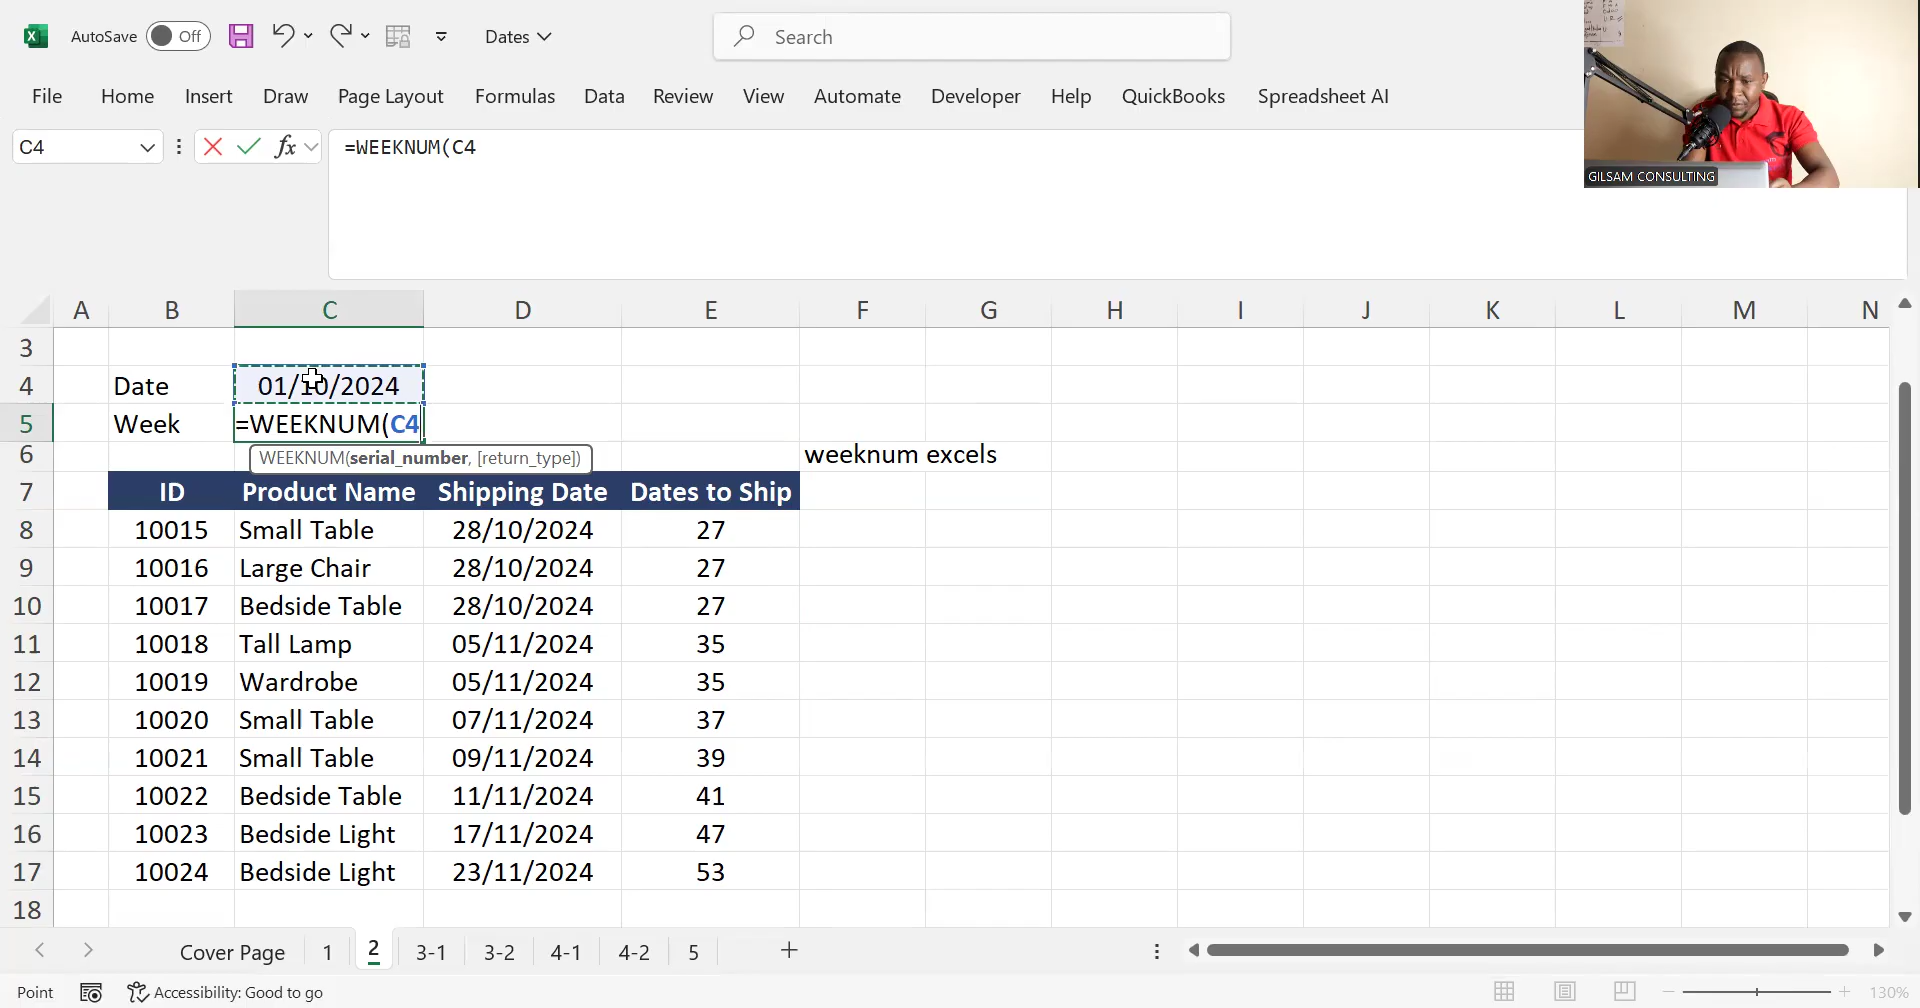 AutoSave Off Dates Search
File Home Insert Draw Page Layout Formulas Data Review View Automate Developer Help QuickBooks Spreadsheet AI
C4 fx =WEEKNUM(C4
GILSAM CONSULTING
A B C D E F G H I J K L M N
3
4 Date 01/10/2024
5 Week =WEEKNUM(C4
6 WEEKNUM(serial_number, [return_type]) weeknum excels
7 ID Product Name Shipping Date Dates to Ship
8 10015 Small Table 28/10/2024 27
9 10016 Large Chair 28/10/2024 27
10 10017 Bedside Table 28/10/2024 27
11 10018 Tall Lamp 05/11/2024 35
12 10019 Wardrobe 05/11/2024 35
13 10020 Small Table 07/11/2024 37
14 10021 Small Table 09/11/2024 39
15 10022 Bedside Table 11/11/2024 41
16 10023 Bedside Light 17/11/2024 47
17 10024 Bedside Light 23/11/2024 53
18
Cover Page 1 2 3-1 3-2 4-1 4-2 5
Point Accessibility: Good to go 130%